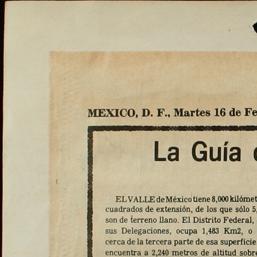 MEXICO, D. F., Martes 16 de Fe
La Guía
EL VALLE de México tiene 8,000 kilómet
cuadrados de extensión, de los que sólo 5,
son de terreno llano. El Distrito Federal,
sus Delegaciones, ocupa 1,483 Km2, o
cerca de la tercera parte de esa superficie
encuentra a 2,240 metros de altitud sobre